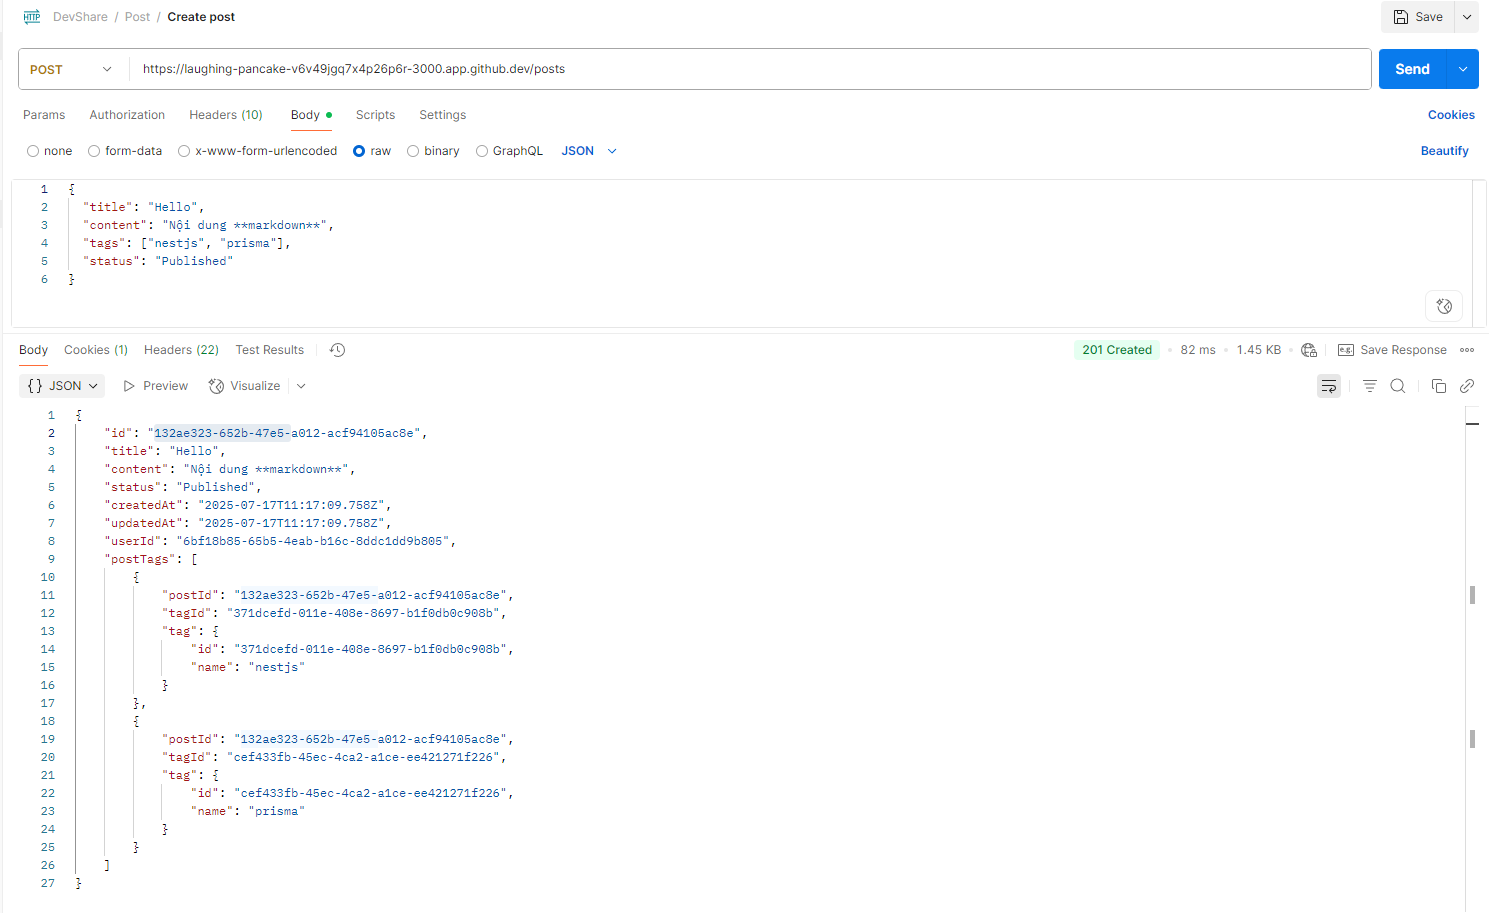 HTTP DevShare / Post / Create post Save
POST https://laughing-pancake-v6v49jgq7x4p26p6r-3000.app.github.dev/posts Send
Params Authorization Headers (10) Body Scripts Settings Cookies
none form-data x-www-form-urlencoded raw binary GraphQL JSON Beautify
1 {
2 "title": "Hello",
3 "content": "Nội dung **markdown**",
4 "tags": ["nestjs", "prisma"],
5 "status": "Published"
6 }
Body Cookies (1) Headers (22) Test Results 201 Created • 82 ms • 1.45 KB • e.g. Save Response
{} JSON Preview Visualize
1 {
2 "id": "132ae323-652b-47e5-a012-acf94105ac8e",
3 "title": "Hello",
4 "content": "Nội dung **markdown**",
5 "status": "Published",
6 "createdAt": "2025-07-17T11:17:09.758Z",
7 "updatedAt": "2025-07-17T11:17:09.758Z",
8 "userId": "6bf18b85-65b5-4eab-b16c-8ddc1dd9b805",
9 "postTags": [
10 {
11 "postId": "132ae323-652b-47e5-a012-acf94105ac8e",
12 "tagId": "371dcefd-011e-408e-8697-b1f0db0c908b",
13 "tag": {
14 "id": "371dcefd-011e-408e-8697-b1f0db0c908b",
15 "name": "nestjs"
16 }
17 },
18 {
19 "postId": "132ae323-652b-47e5-a012-acf94105ac8e",
20 "tagId": "cef433fb-45ec-4ca2-a1ce-ee421271f226",
21 "tag": {
22 "id": "cef433fb-45ec-4ca2-a1ce-ee421271f226",
23 "name": "prisma"
24 }
25 }
26 ]
27 }